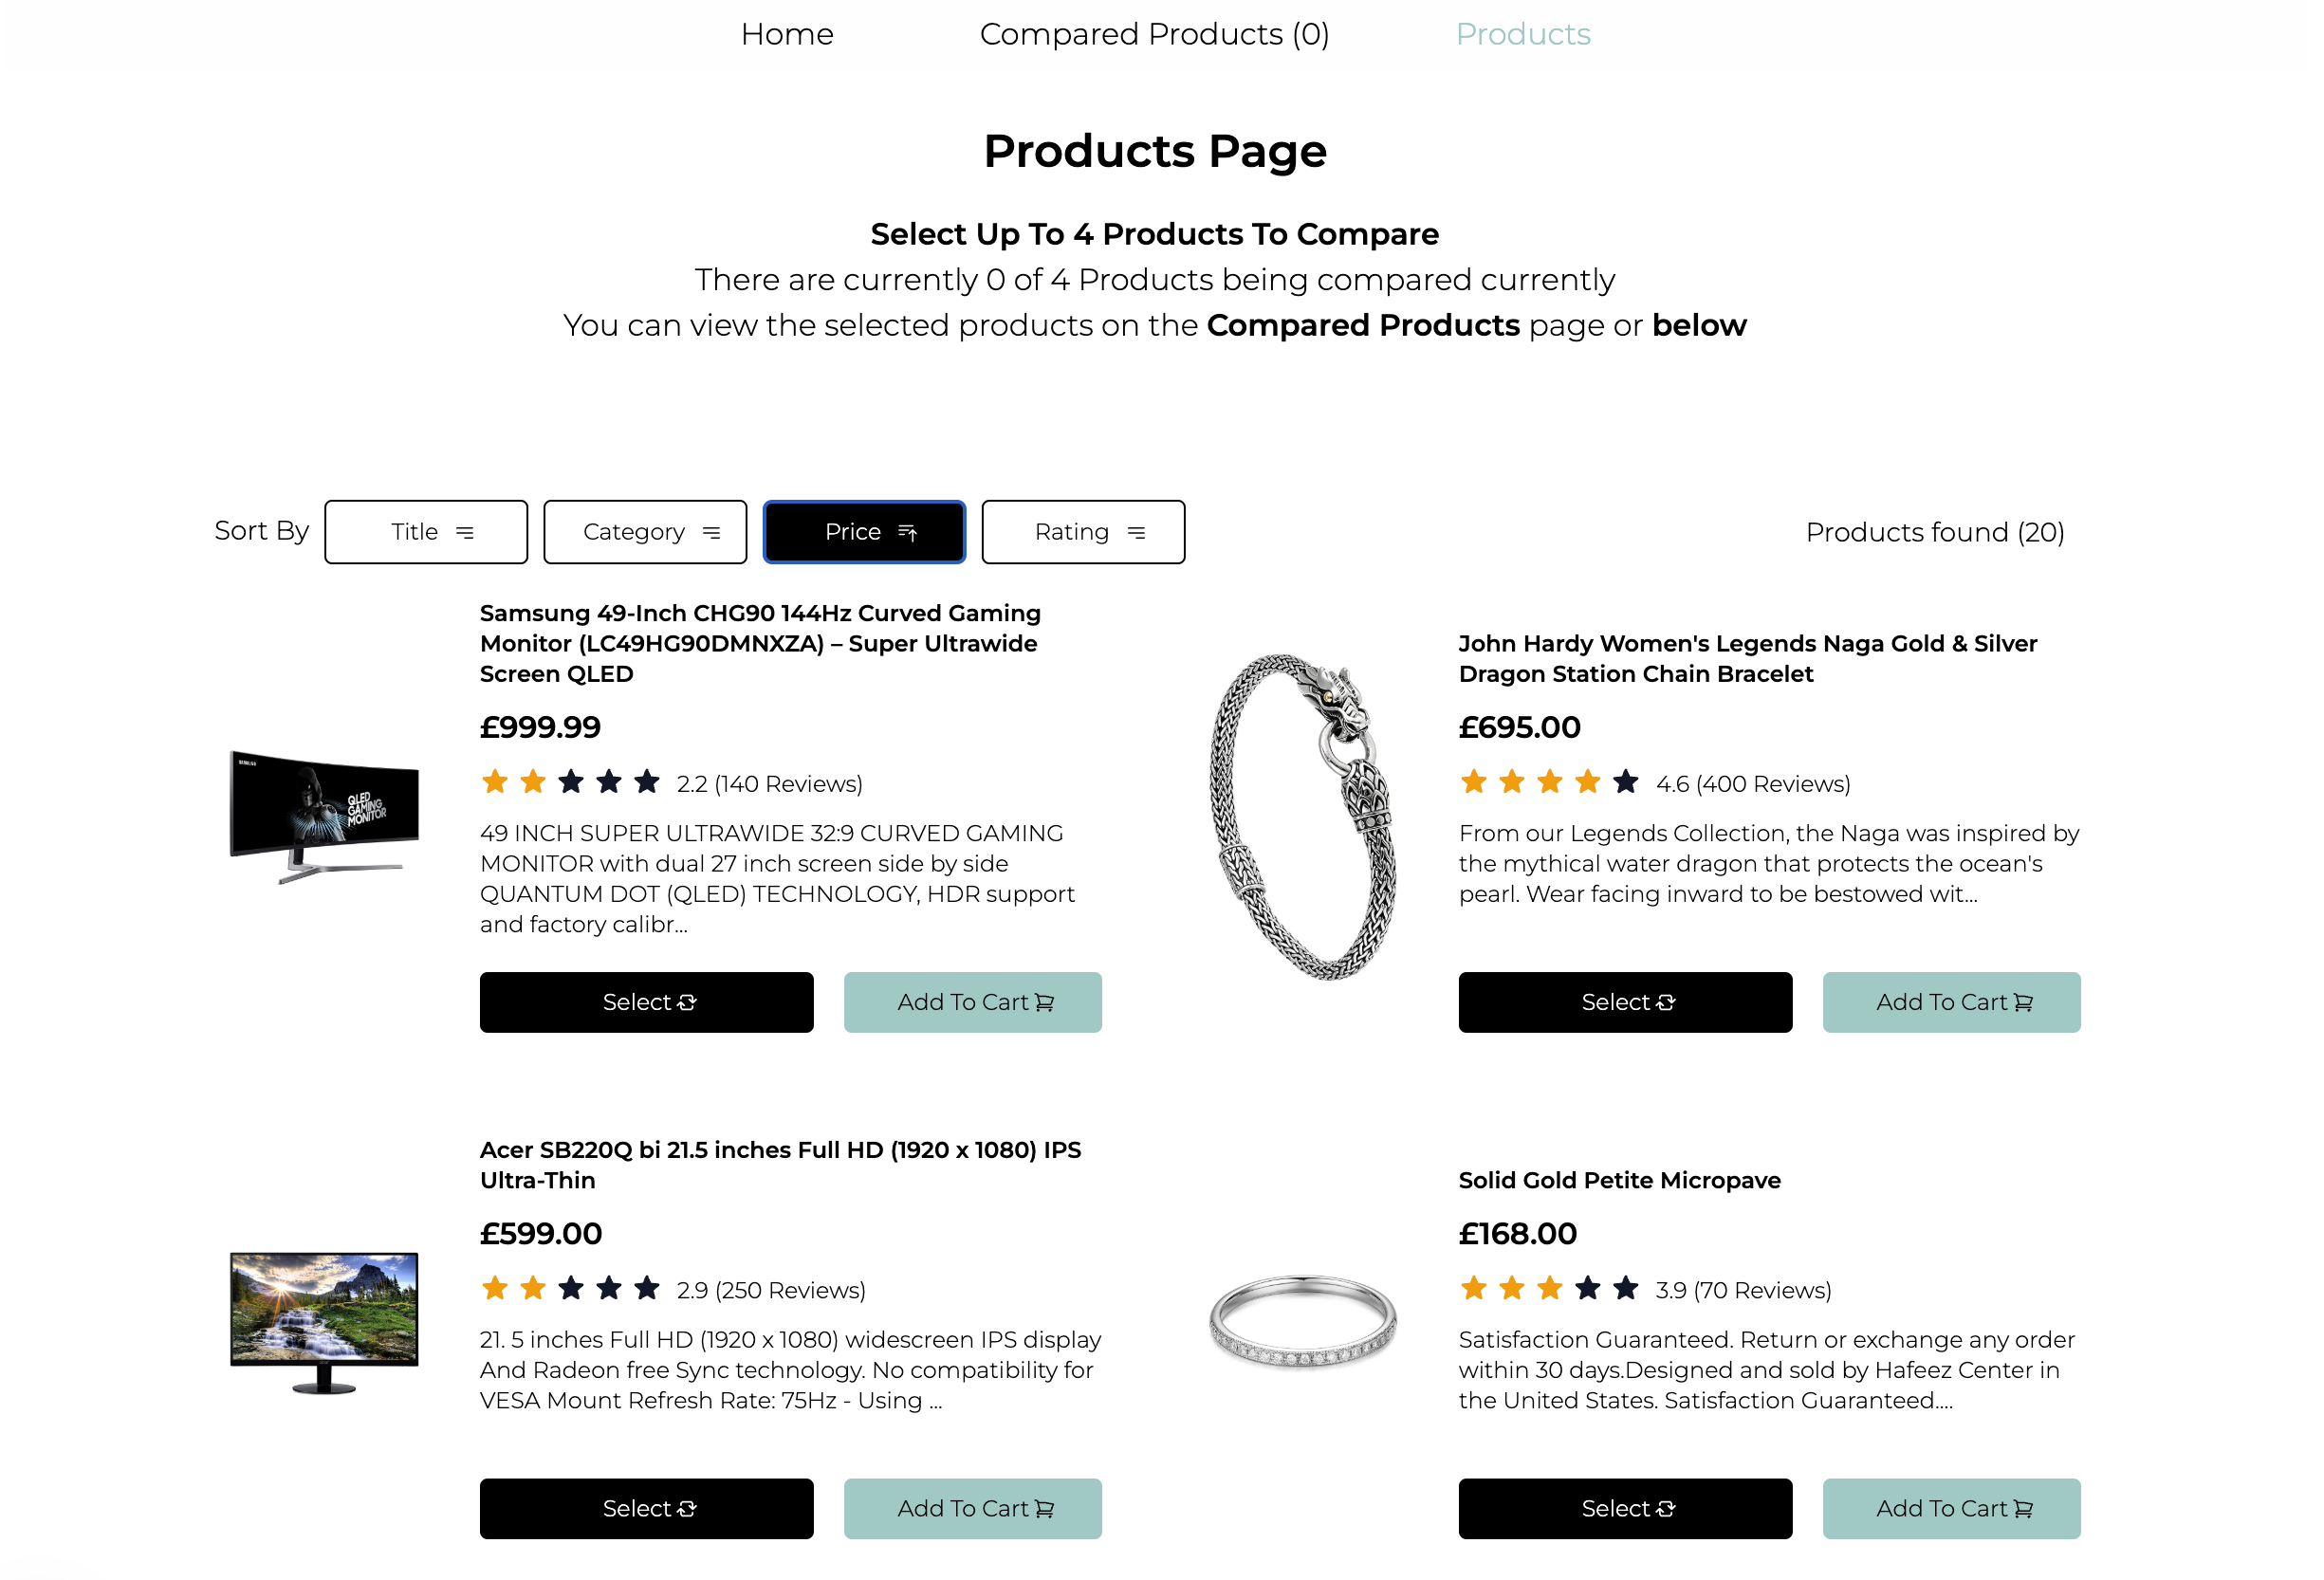 Home
Compared Products (0)
Products
Products Page
Select Up To 4 Products To Compare
There are currently 0 of 4 Products being compared currently
You can view the selected products on the Compared Products page or below
Sort By
Title
Category
Price
Rating
Products found (20)
Samsung 49-Inch CHG90 144Hz Curved Gaming
Monitor (LC49HG90DMNXZA) – Super Ultrawide
Screen QLED
£999.99
2.2 (140 Reviews)
49 INCH SUPER ULTRAWIDE 32:9 CURVED GAMING
MONITOR with dual 27 inch screen side by side
QUANTUM DOT (QLED) TECHNOLOGY, HDR support
and factory calibr...
Select
Add To Cart
SAMSUNG
QLED
GAMING
MONITOR
John Hardy Women's Legends Naga Gold & Silver
Dragon Station Chain Bracelet
£695.00
4.6 (400 Reviews)
From our Legends Collection, the Naga was inspired by
the mythical water dragon that protects the ocean's
pearl. Wear facing inward to be bestowed wit...
Select
Add To Cart
Acer SB220Q bi 21.5 inches Full HD (1920 x 1080) IPS
Ultra-Thin
£599.00
2.9 (250 Reviews)
21. 5 inches Full HD (1920 x 1080) widescreen IPS display
And Radeon free Sync technology. No compatibility for
VESA Mount Refresh Rate: 75Hz - Using ...
Select
Add To Cart
Solid Gold Petite Micropave
£168.00
3.9 (70 Reviews)
Satisfaction Guaranteed. Return or exchange any order
within 30 days.Designed and sold by Hafeez Center in
the United States. Satisfaction Guaranteed....
Select
Add To Cart